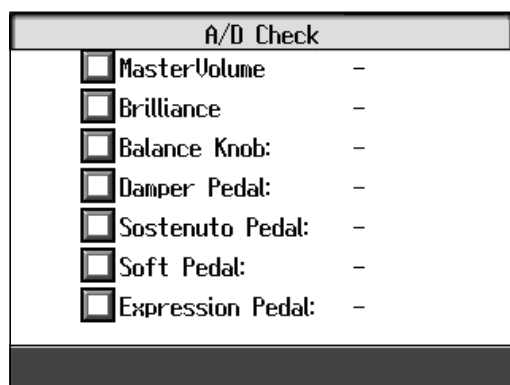 A/D Check
MasterVolume –
Brilliance –
Balance Knob: –
Damper Pedal: –
Sostenuto Pedal: –
Soft Pedal: –
Expression Pedal: –